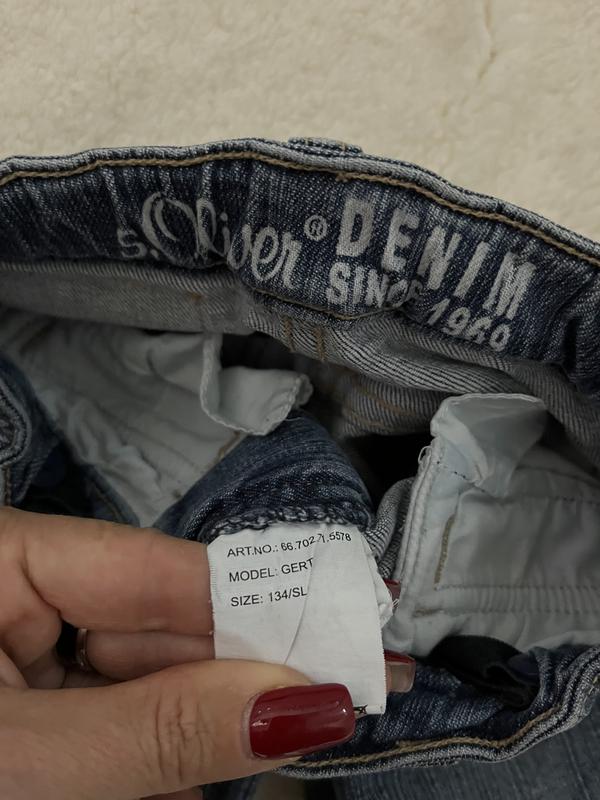 s.Oliver® DENIM
SINCE 1969
ART.NO.: 66.702.71.5578
MODEL: GERT
SIZE: 134/SL